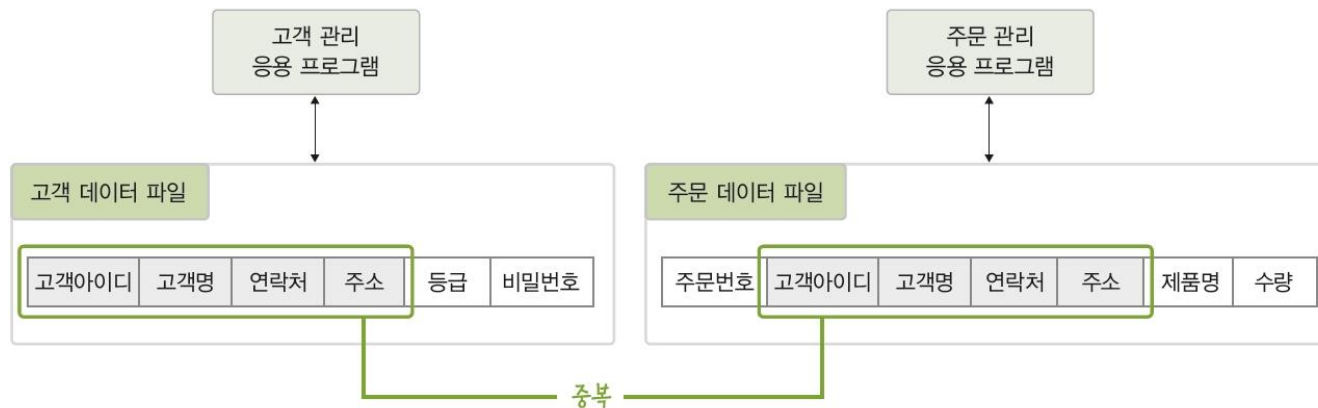 고객 관리
응용 프로그램
주문 관리
응용 프로그램
고객 데이터 파일
주문 데이터 파일
고객아이디 고객명 연락처 주소 등급 비밀번호
주문번호 고객아이디 고객명 연락처 주소 제품명 수량
중복